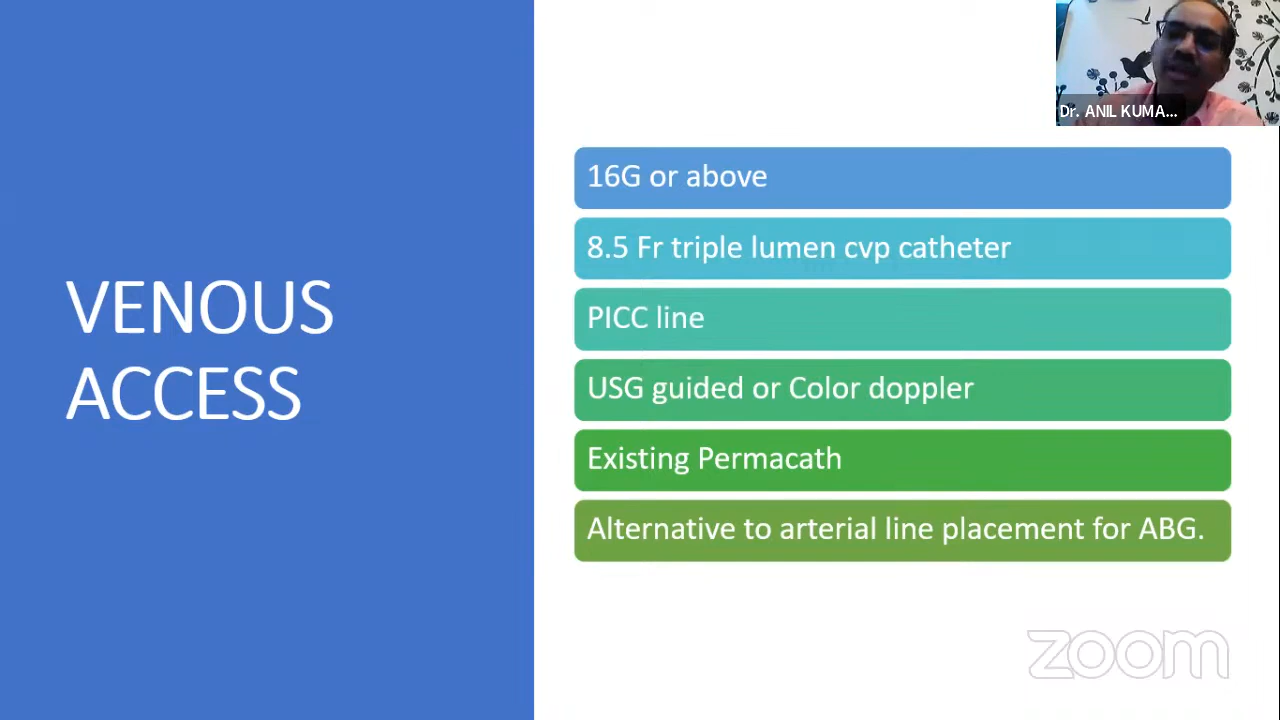 Dr. ANIL KUMA...
16G or above
8.5 Fr triple lumen cvp catheter
PICC line
VENOUS
ACCESS
USG guided or Color doppler
Existing Permacath
Alternative to arterial line placement for ABG.
zoom